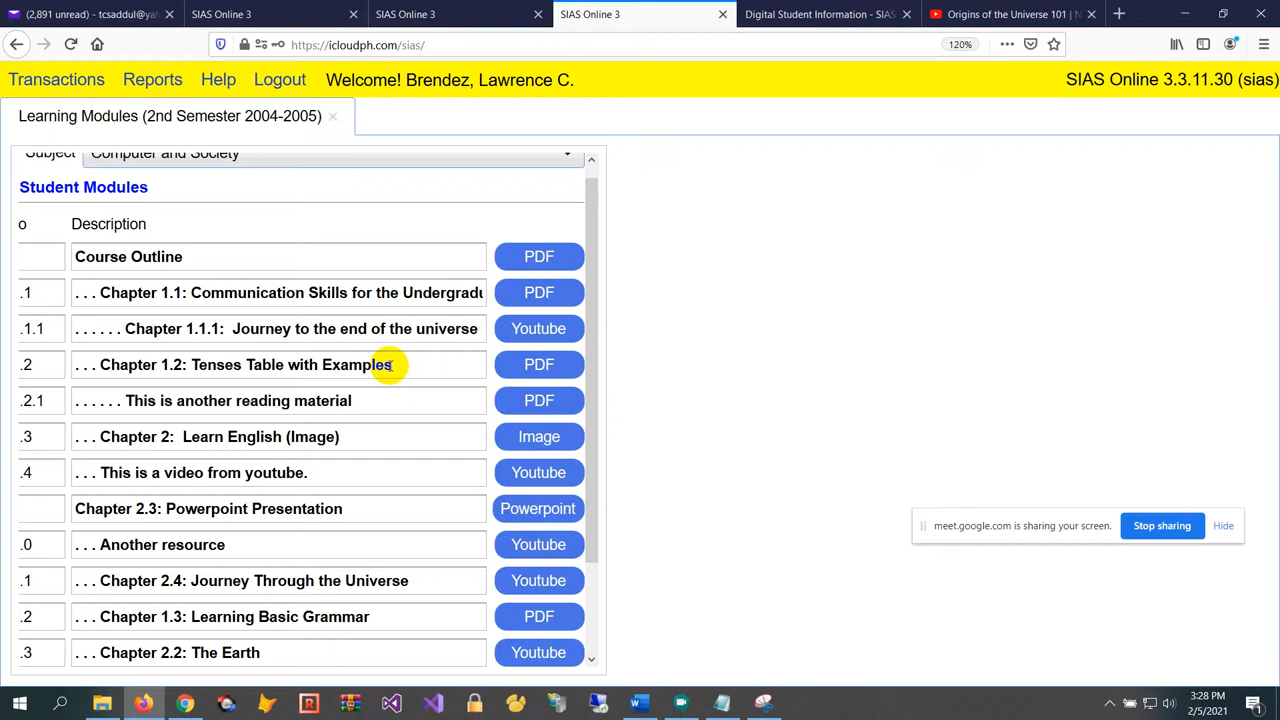 (2,891 unread) - tcsaddul@yah
SIAS Online 3
SIAS Online 3
SIAS Online 3
Digital Student Information - SIAS
Origins of the Universe 101 | N
https://icloudph.com/sias/
120%
Transactions Reports Help Logout Welcome! Brendez, Lawrence C. SIAS Online 3.3.11.30 (sias)
Learning Modules (2nd Semester 2004-2005)
Subject Computer and Society
Student Modules
o Description
Course Outline PDF
.1 . . . Chapter 1.1: Communication Skills for the Undergradu PDF
.1.1 . . . . . . Chapter 1.1.1: Journey to the end of the universe Youtube
.2 . . . Chapter 1.2: Tenses Table with Examples PDF
.2.1 . . . . . . This is another reading material PDF
.3 . . . Chapter 2: Learn English (Image) Image
.4 . . . This is a video from youtube. Youtube
Chapter 2.3: Powerpoint Presentation Powerpoint
.0 . . . Another resource Youtube
.1 . . . Chapter 2.4: Journey Through the Universe Youtube
.2 . . . Chapter 1.3: Learning Basic Grammar PDF
.3 . . . Chapter 2.2: The Earth Youtube
meet.google.com is sharing your screen. Stop sharing Hide
3:28 PM
2/5/2021